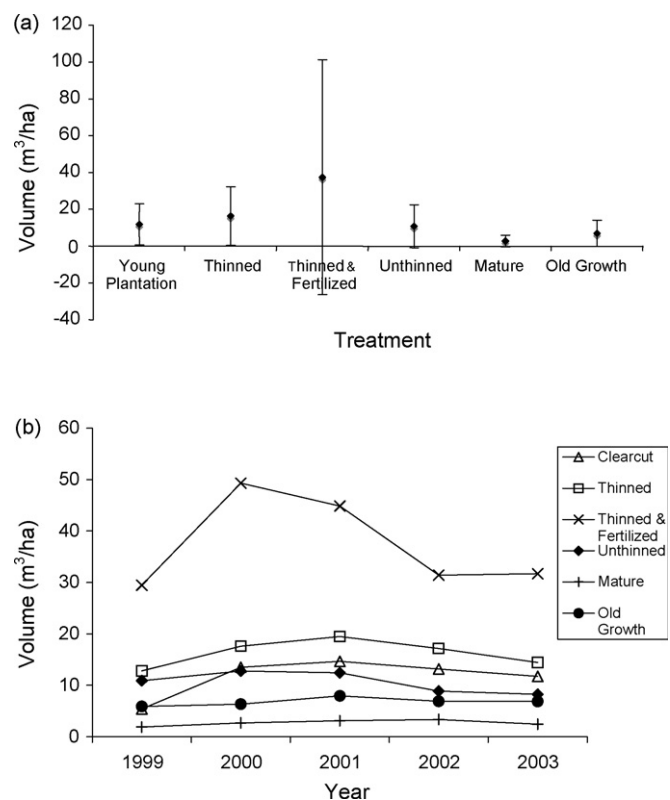 (a)
120
100
80
60
40
20
0
-20
-40
Volume (m³/ha)
Young
Plantation
Thinned
Thinned &
Fertilized
Unthinned
Mature
Old Growth
Treatment
(b)
60
50
40
30
20
10
0
Volume (m³/ha)
1999
2000
2001
2002
2003
Year
Clearcut
Thinned
Thinned &
Fertilized
Unthinned
Mature
Old
Growth